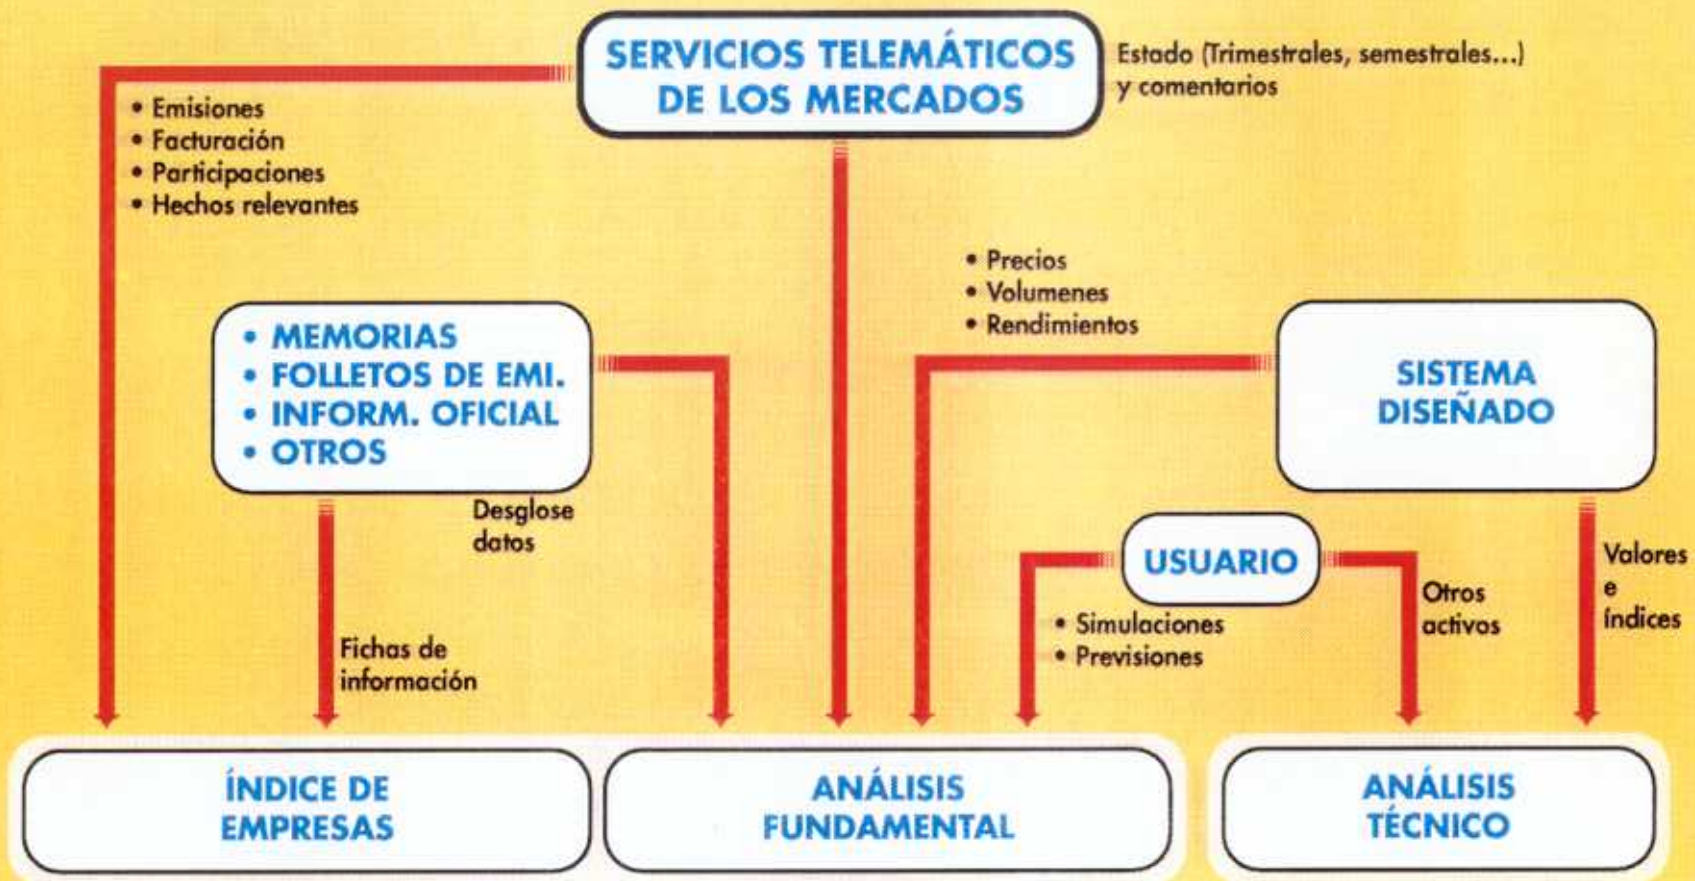 SERVICIOS TELEMÁTICOS
DE LOS MERCADOS
Estado (Trimestrales, semestrales...)
y comentarios
• Emisiones
• Facturación
• Participaciones
• Hechos relevantes
• Precios
• Volumenes
• Rendimientos
• MEMORIAS
• FOLLETOS DE EMI.
• INFORM. OFICIAL
• OTROS
SISTEMA
DISEÑADO
Desglose
datos
USUARIO
Valores
e
índices
Otros
activos
• Simulaciones
• Previsiones
Fichas de
información
ÍNDICE DE
EMPRESAS
ANÁLISIS
FUNDAMENTAL
ANÁLISIS
TÉCNICO